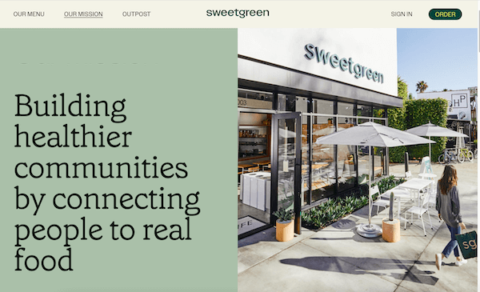 OUR MENU
OUR MISSION
OUTPOST
sweetgreen
SIGN IN
ORDER
Building
healthier
communities
by connecting
people to real
food
sweetgreen
sg